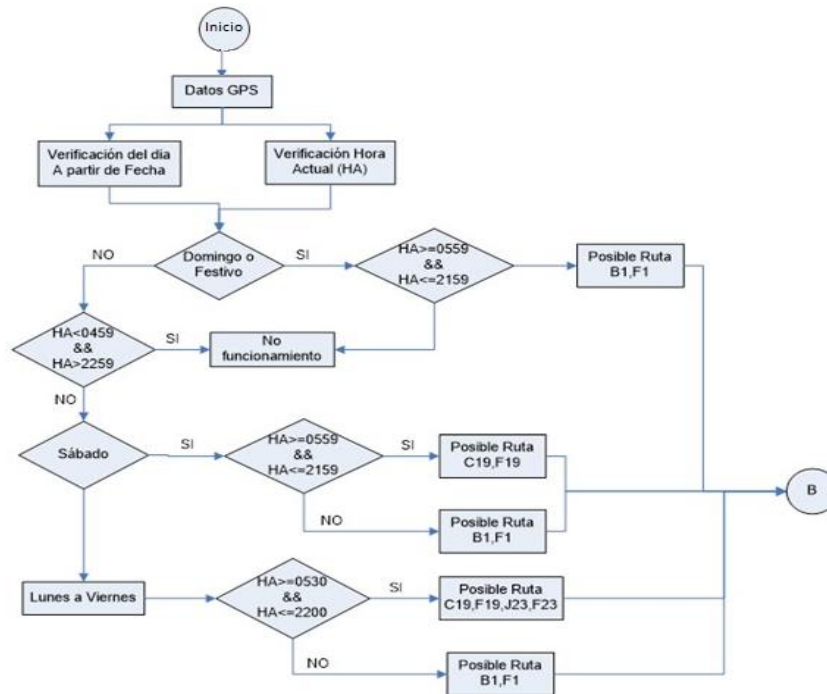 Inicio
Datos GPS
Verificación del dia
A partir de Fecha
Verificación Hora
Actual (HA)
NO
Domingo o
Festivo
SI
HA>=0559
&&
HA<=2159
Posible Ruta
B1,F1
HA<0459
&&
HA>2259
SI
No
funcionamiento
NO
Sábado
SI
HA>=0559
&&
HA<=2159
SI
Posible Ruta
C19,F19
NO
Posible Ruta
B1,F1
B
Lunes a Viernes
HA>=0530
&&
HA<=2200
SI
Posible Ruta
C19,F19,J23,F23
NO
Posible Ruta
B1,F1